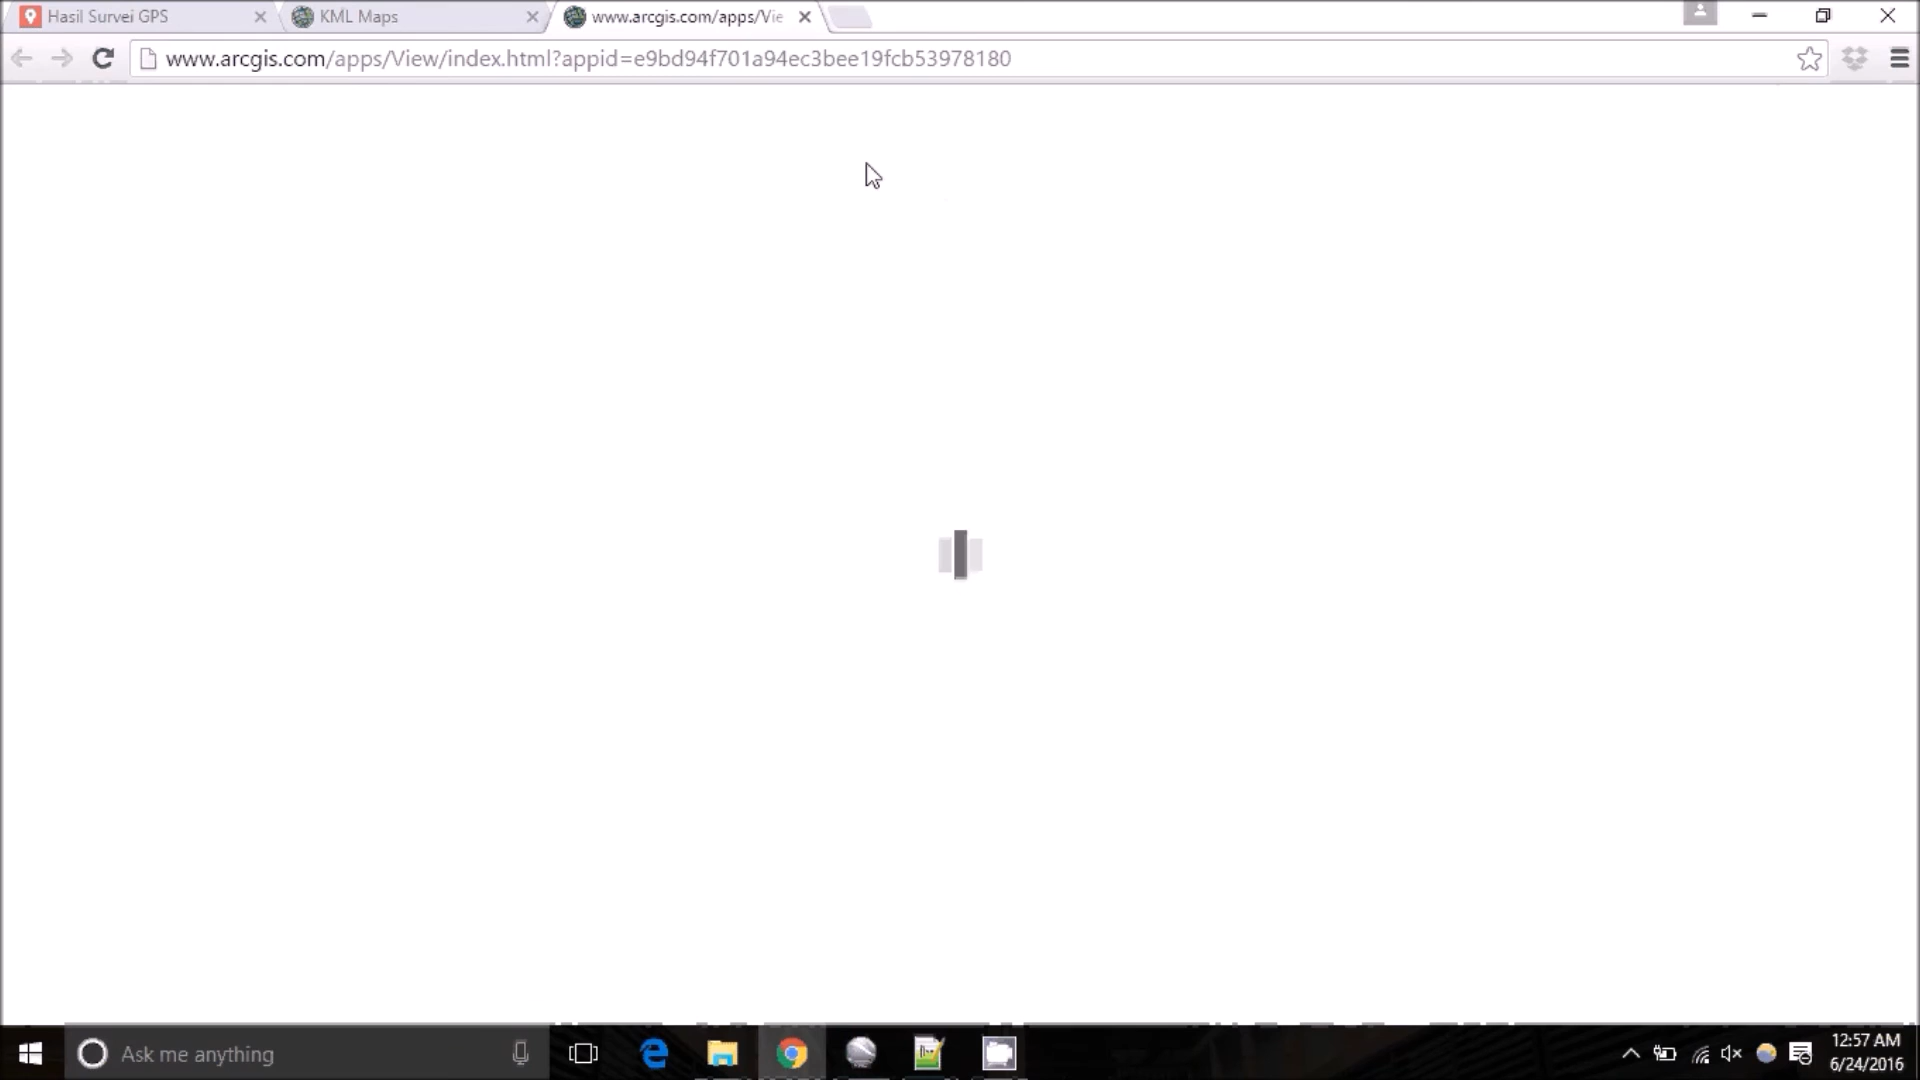 Hasil Survei GPS
KML Maps
www.arcgis.com/apps/Vie
www.arcgis.com/apps/View/index.html?appid=e9bd94f701a94ec3bee19fcb53978180
Ask me anything
12:57 AM
6/24/2016